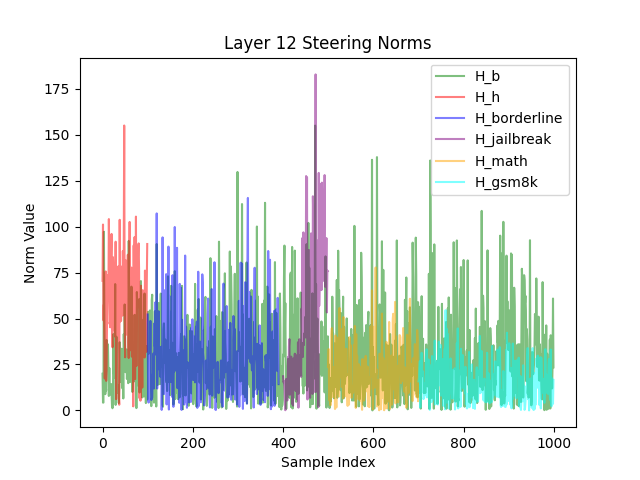 Layer 12 Steering Norms
H_b
H_h
H_borderline
H_jailbreak
H_math
H_gsm8k
Norm Value
175
150
125
100
75
50
25
0
0 200 400 600 800 1000
Sample Index